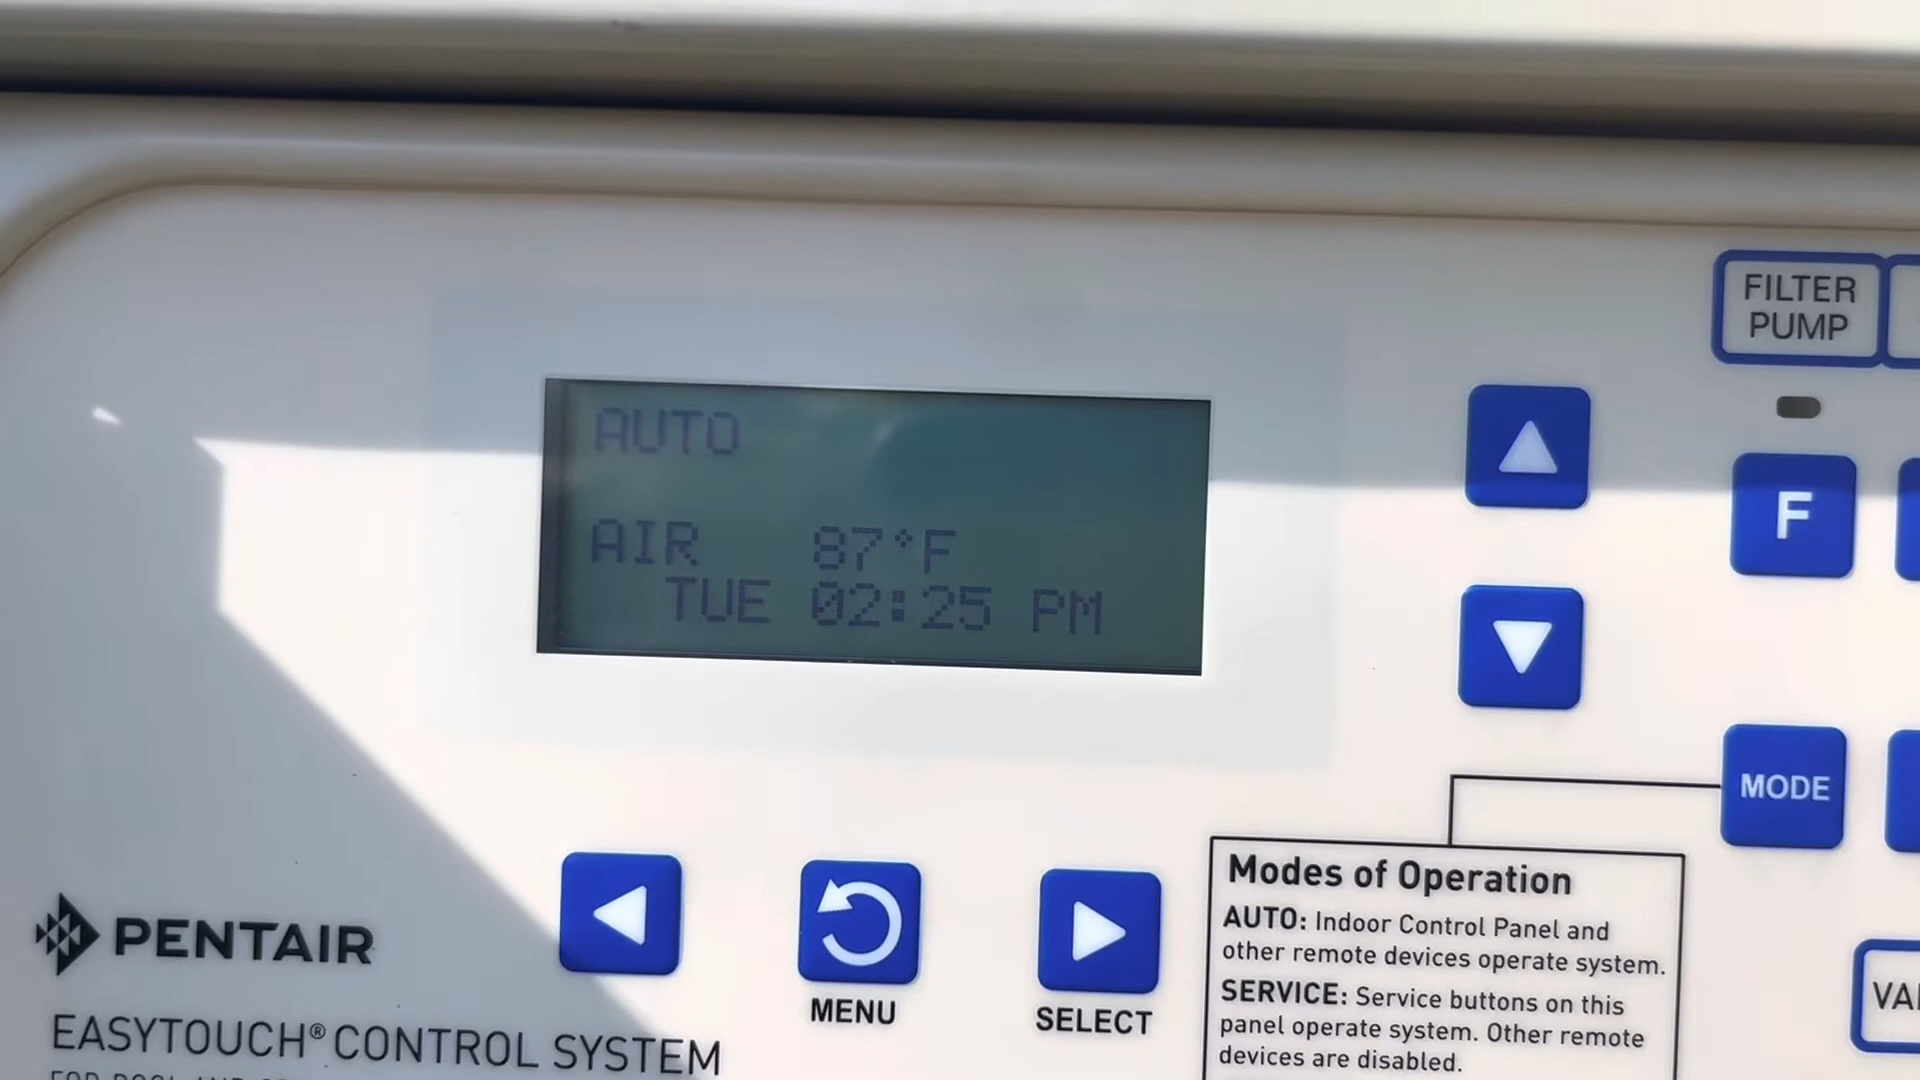 FILTER
PUMP
AUTO
AIR 87°F
TUE 02:25 PM
F
MODE
MENU
SELECT
Modes of Operation
AUTO: Indoor Control Panel and
other remote devices operate system.
SERVICE: Service buttons on this
panel operate system. Other remote
devices are disabled.
PENTAIR
EASYTOUCH® CONTROL SYSTEM